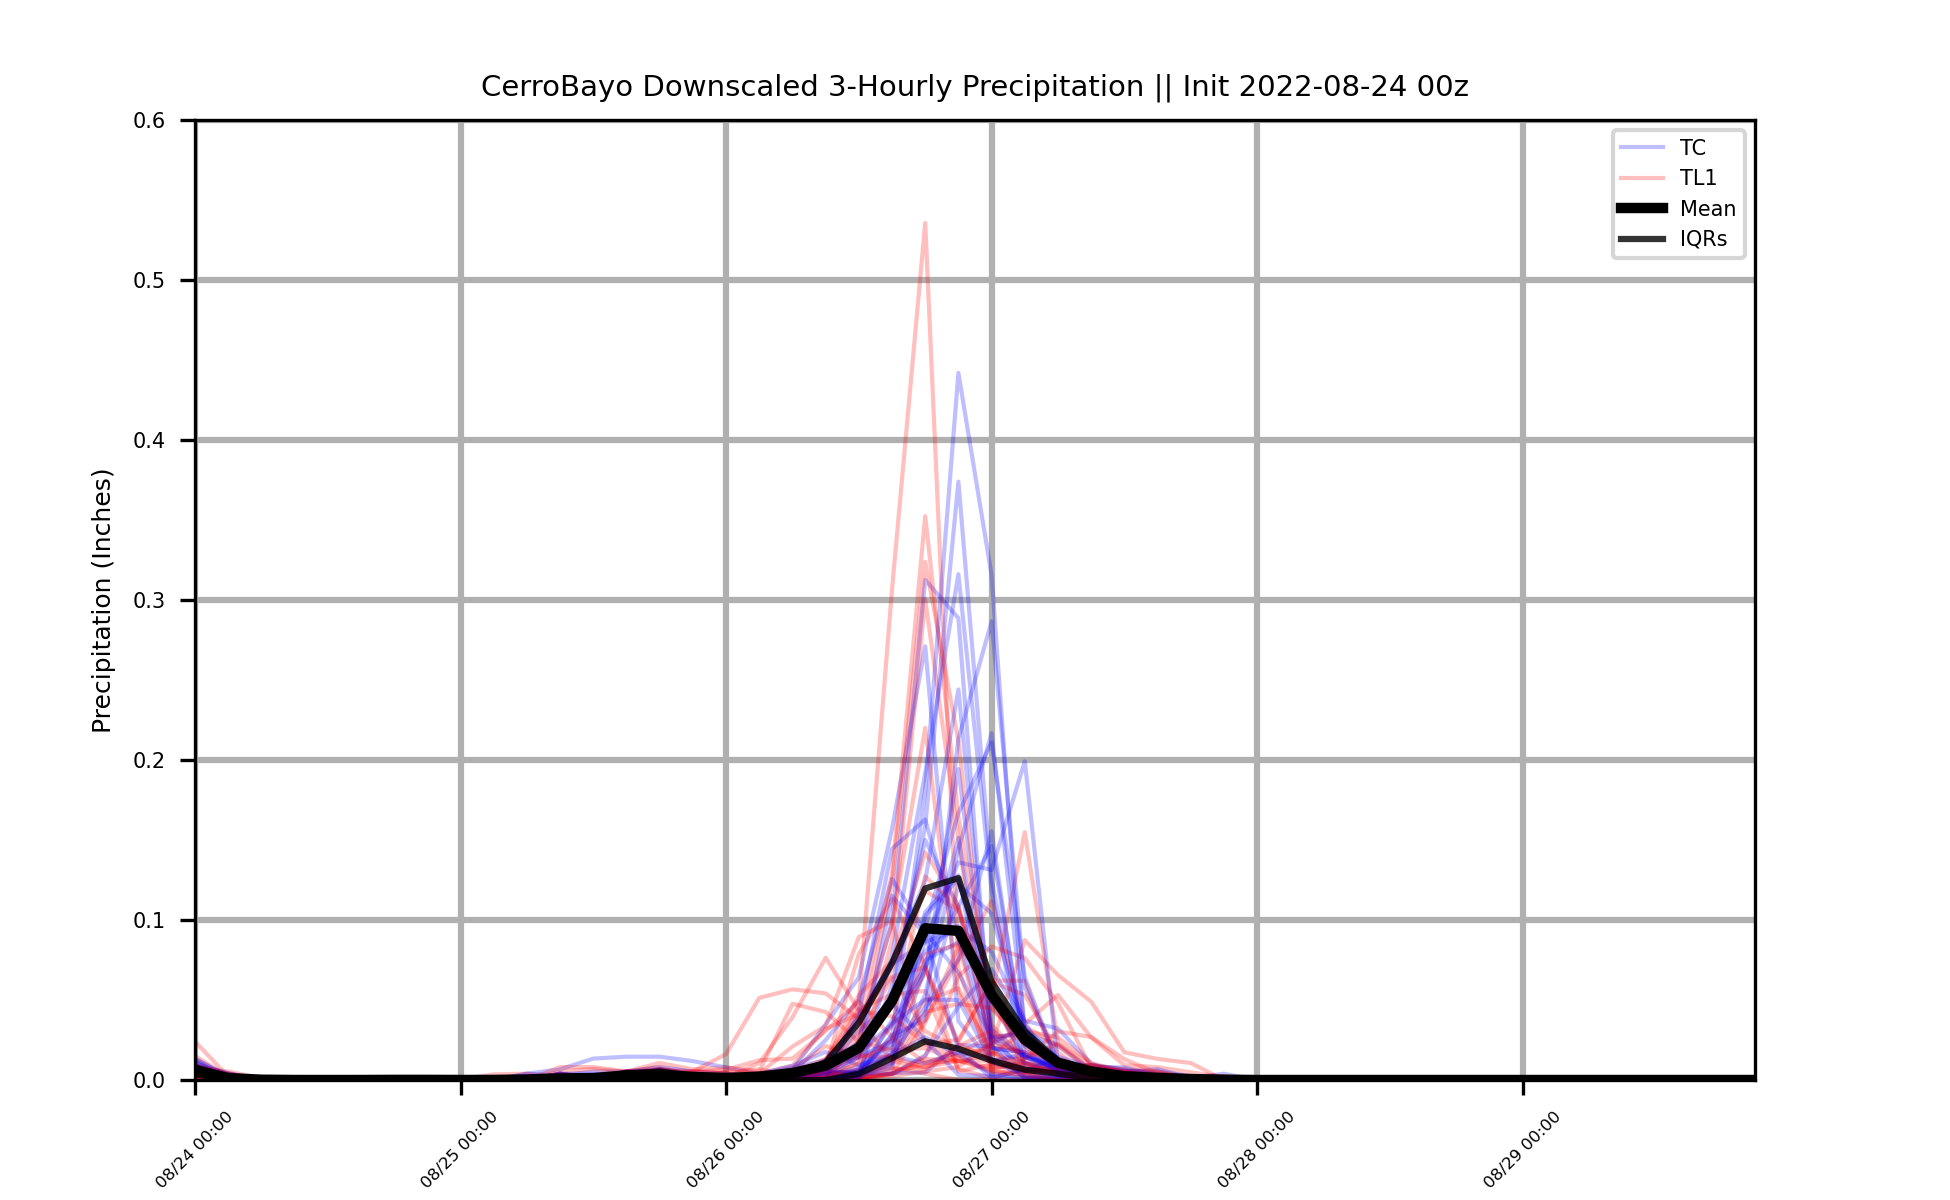 CerroBayo Downscaled 3-Hourly Precipitation || Init 2022-08-24 00z
0.6
0.5
0.4
0.3
0.2
0.1
0.0
Precipitation (Inches)
TC
TL1
Mean
IQRs
08/24 00:00
08/25 00:00
08/26 00:00
08/27 00:00
08/28 00:00
08/29 00:00